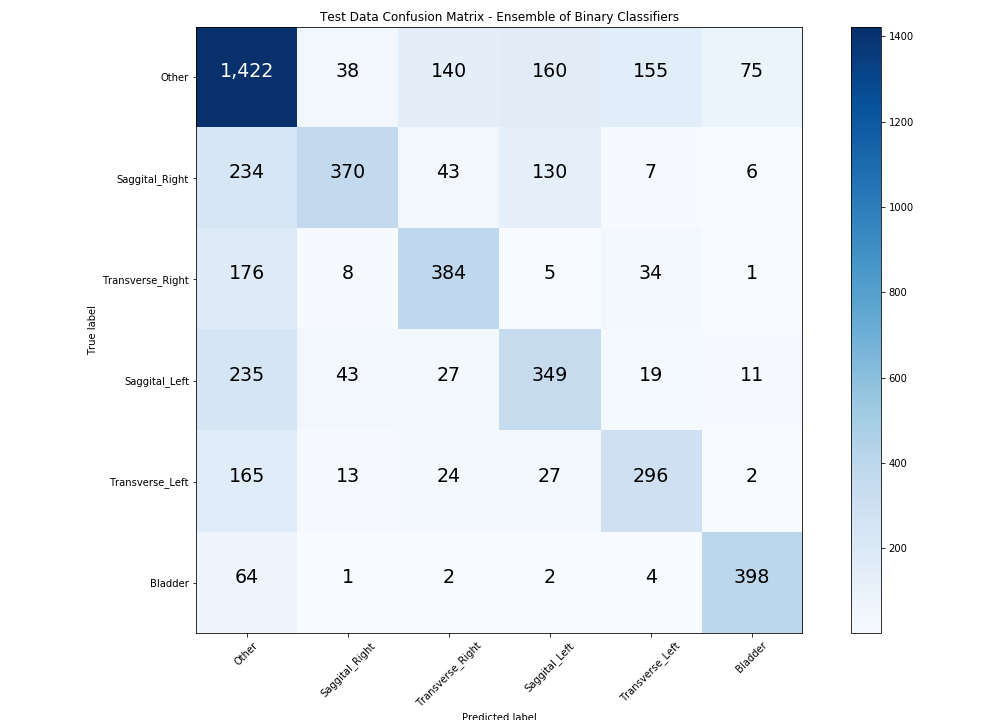 Test Data Confusion Matrix - Ensemble of Binary Classifiers
1400
Other 1,422 38 140 160 155 75
1200
Saggital_Right 234 370 43 130 7 6
1000
Transverse_Right 176 8 384 5 34 1
800
True label
Saggital_Left 235 43 27 349 19 11
600
Transverse_Left 165 13 24 27 296 2
400
200
Bladder 64 1 2 2 4 398
Other Saggital_Right Transverse_Right Saggital_Left Transverse_Left Bladder
Predicted label